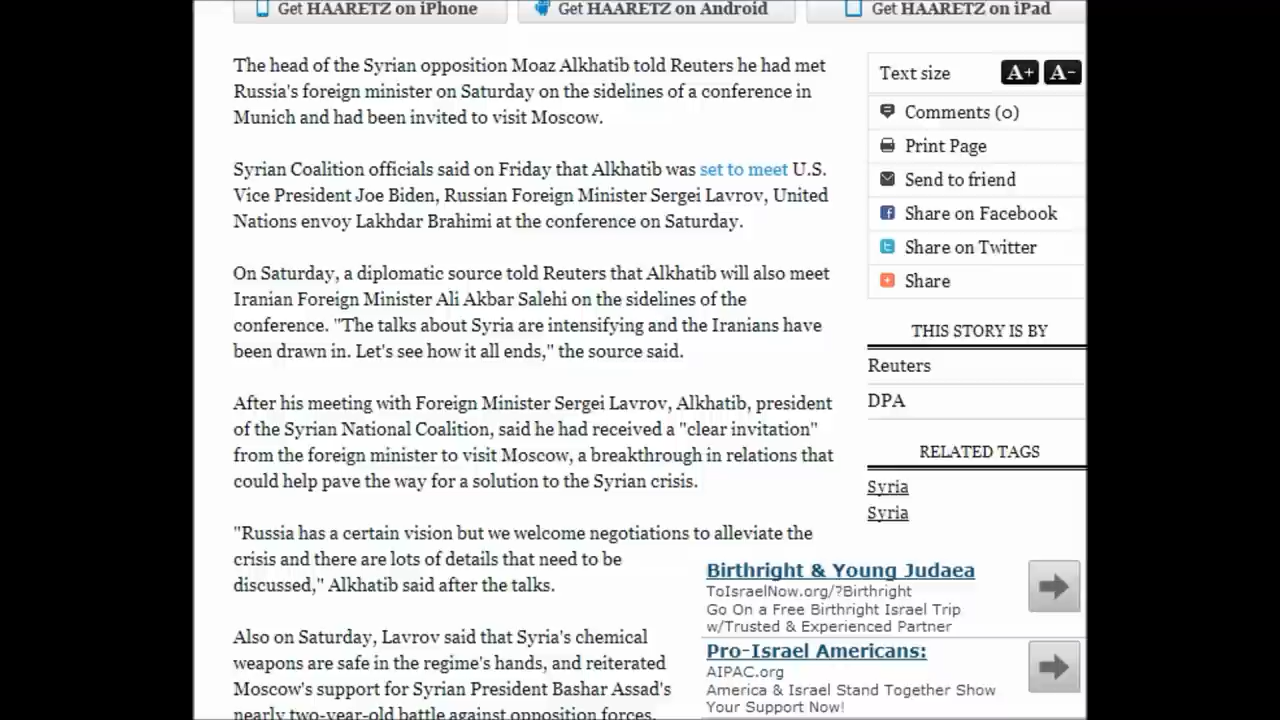 Get HAARETZ on iPhone
Get HAARETZ on Android
Get HAARETZ on iPad
The head of the Syrian opposition Moaz Alkhatib told Reuters he had met
Russia's foreign minister on Saturday on the sidelines of a conference in
Munich and had been invited to visit Moscow.
Syrian Coalition officials said on Friday that Alkhatib was set to meet U.S.
Vice President Joe Biden, Russian Foreign Minister Sergei Lavrov, United
Nations envoy Lakhdar Brahimi at the conference on Saturday.
On Saturday, a diplomatic source told Reuters that Alkhatib will also meet
Iranian Foreign Minister Ali Akbar Salehi on the sidelines of the
conference. "The talks about Syria are intensifying and the Iranians have
been drawn in. Let's see how it all ends," the source said.
After his meeting with Foreign Minister Sergei Lavrov, Alkhatib, president
of the Syrian National Coalition, said he had received a "clear invitation"
from the foreign minister to visit Moscow, a breakthrough in relations that
could help pave the way for a solution to the Syrian crisis.
"Russia has a certain vision but we welcome negotiations to alleviate the
crisis and there are lots of details that need to be
discussed," Alkhatib said after the talks.
Also on Saturday, Lavrov said that Syria's chemical
weapons are safe in the regime's hands, and reiterated
Moscow's support for Syrian President Bashar Assad's
nearly two-year-old battle against opposition forces.
Text size A+ A-
Comments (0)
Print Page
Send to friend
Share on Facebook
Share on Twitter
Share
THIS STORY IS BY
Reuters
DPA
RELATED TAGS
Syria
Syria
Birthright & Young Judaea
ToIsraelNow.org/?Birthright
Go On a Free Birthright Israel Trip
w/Trusted & Experienced Partner
Pro-Israel Americans:
AIPAC.org
America & Israel Stand Together Show
Your Support Now!